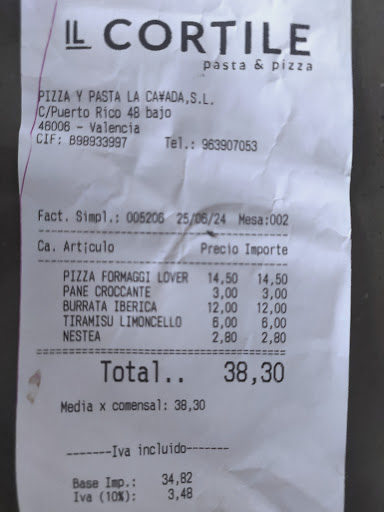 IL CORTILE
pasta & pizza
PIZZA Y PASTA LA CA¥ADA,S.L.
C/Puerto Rico 48 bajo
46006 - Valencia
CIF: B98933997 Tel.: 963907053
Fact. Simpl.: 005206 25/06/24 Mesa:002
Ca. Artículo Precio Importe
PIZZA FORMAGGI LOVER 14,50 14,50
PANE CROCCANTE 3,00 3,00
BURRATA IBERICA 12,00 12,00
TIRAMISU LIMONCELLO 6,00 6,00
NESTEA 2,80 2,80
Total.. 38,30
Media x comensal: 38,30
-------Iva incluido-------
Base Imp.: 34,82
Iva (10%): 3,48